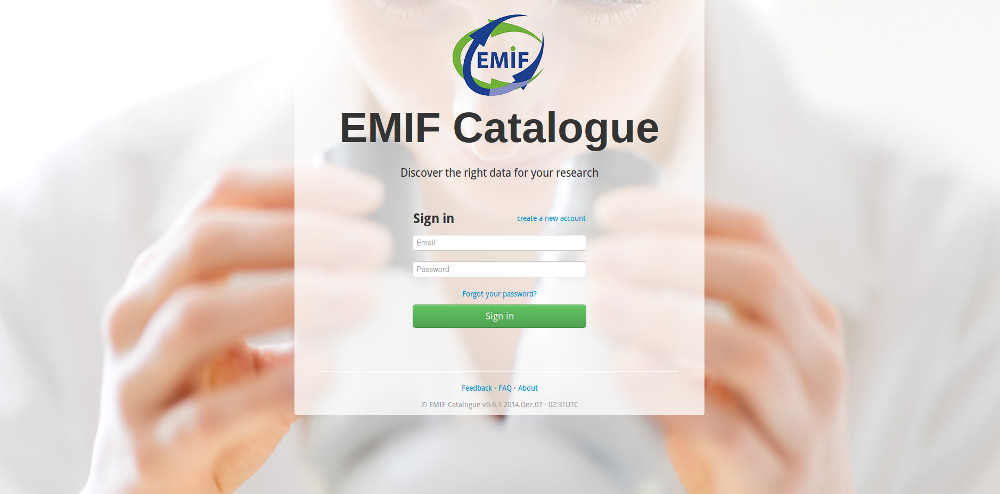 EMIF
EMIF Catalogue
Discover the right data for your research
Sign in
create a new account
Email
Password
Forgot your password?
Sign in
Feedback · FAQ · About
© EMIF Catalogue v0.6.1 2014.Dez.07 - 02:31UTC